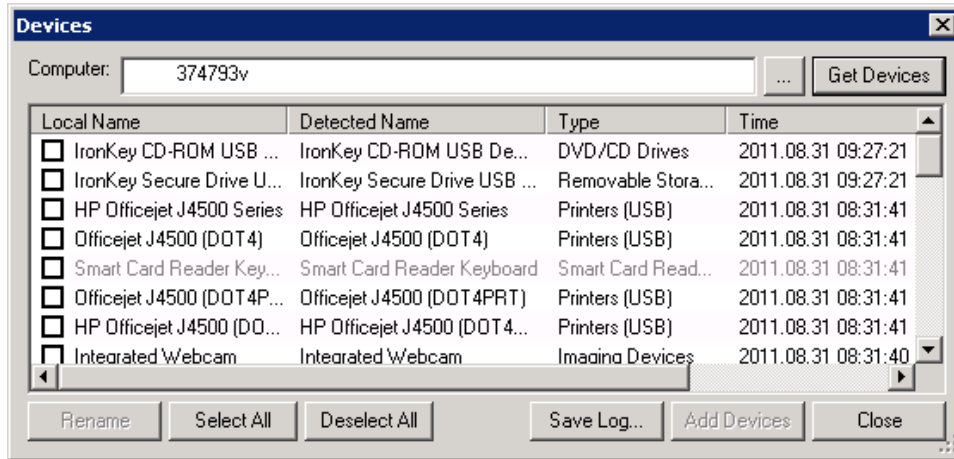 Devices
Computer: 374793v ... Get Devices
Local Name Detected Name Type Time
IronKey CD-ROM USB ... IronKey CD-ROM USB De... DVD/CD Drives 2011.08.31 09:27:21
IronKey Secure Drive U... IronKey Secure Drive USB ... Removable Stora... 2011.08.31 09:27:21
HP Officejet J4500 Series HP Officejet J4500 Series Printers (USB) 2011.08.31 08:31:41
Officejet J4500 (DOT4) Officejet J4500 (DOT4) Printers (USB) 2011.08.31 08:31:41
Smart Card Reader Key... Smart Card Reader Keyboard Smart Card Read... 2011.08.31 08:31:41
Officejet J4500 (DOT4P... Officejet J4500 (DOT4PRT) Printers (USB) 2011.08.31 08:31:41
HP Officejet J4500 (DO... HP Officejet J4500 (DOT4... Printers (USB) 2011.08.31 08:31:41
Integrated Webcam Integrated Webcam Imaging Devices 2011.08.31 08:31:40
Rename Select All Deselect All Save Log... Add Devices Close